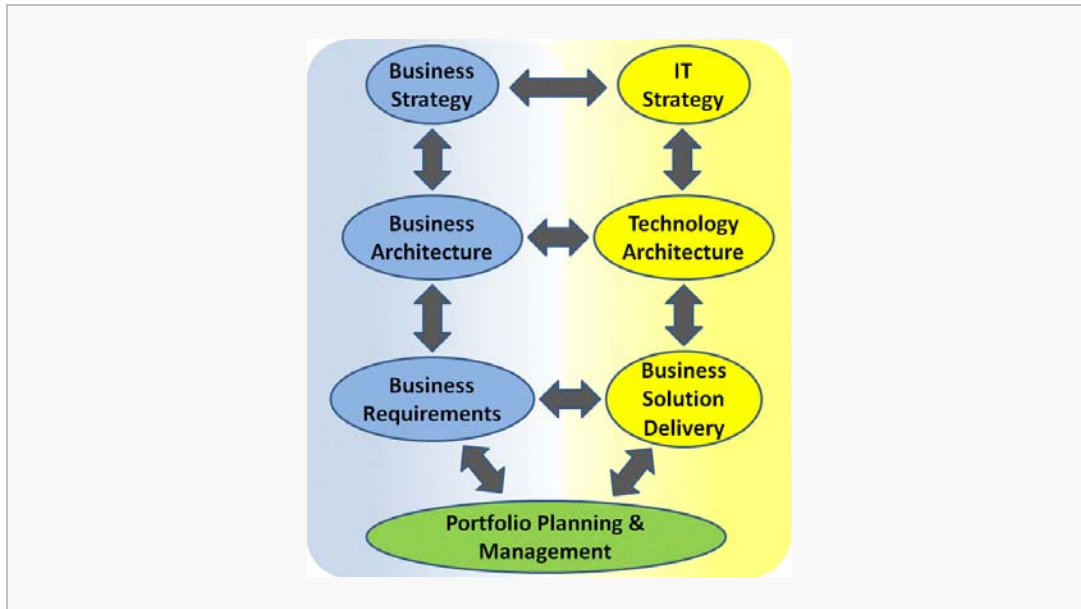 Business
Strategy
IT
Strategy
Business
Architecture
Technology
Architecture
Business
Requirements
Business
Solution
Delivery
Portfolio Planning &
Management